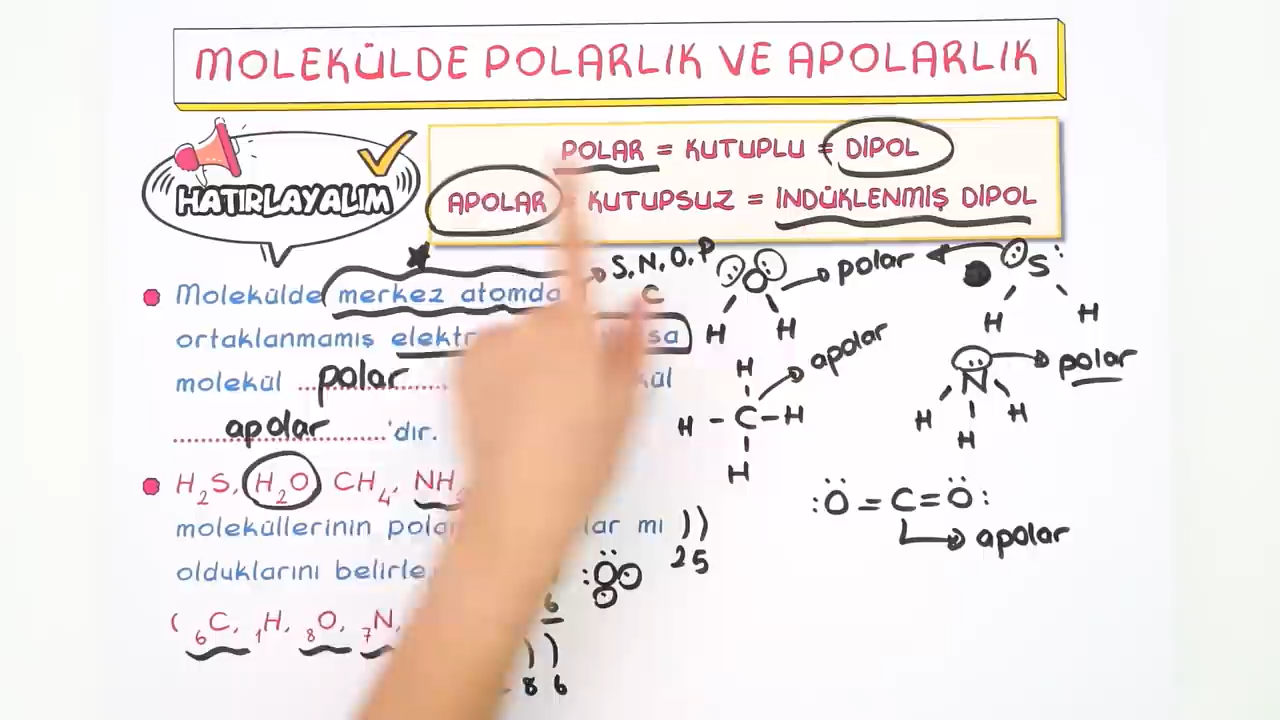 MOLEKÜLDE POLARLIK VE APOLARLIK
HATIRLAYALIM
POLAR = KUTUPLU = DİPOL
APOLAR = KUTUPSUZ = İNDÜKLENMİŞ DİPOL
Molekülde merkez atomda
ortaklanmamış elektr sa
molekül polar
apolar 'dır.
H2S, H2O CH4, NH
moleküllerinin polar mı
olduklarını belirle
( 6C, 1H, 8O, 7N,
S.N.O.P
C
O
H H
polar
S:
H H
H
H - C - H
H
apolar
N
H H
H
polar
:Ö = C = Ö:
apolar
) )
2 5
:Ö
6
) )
8 6